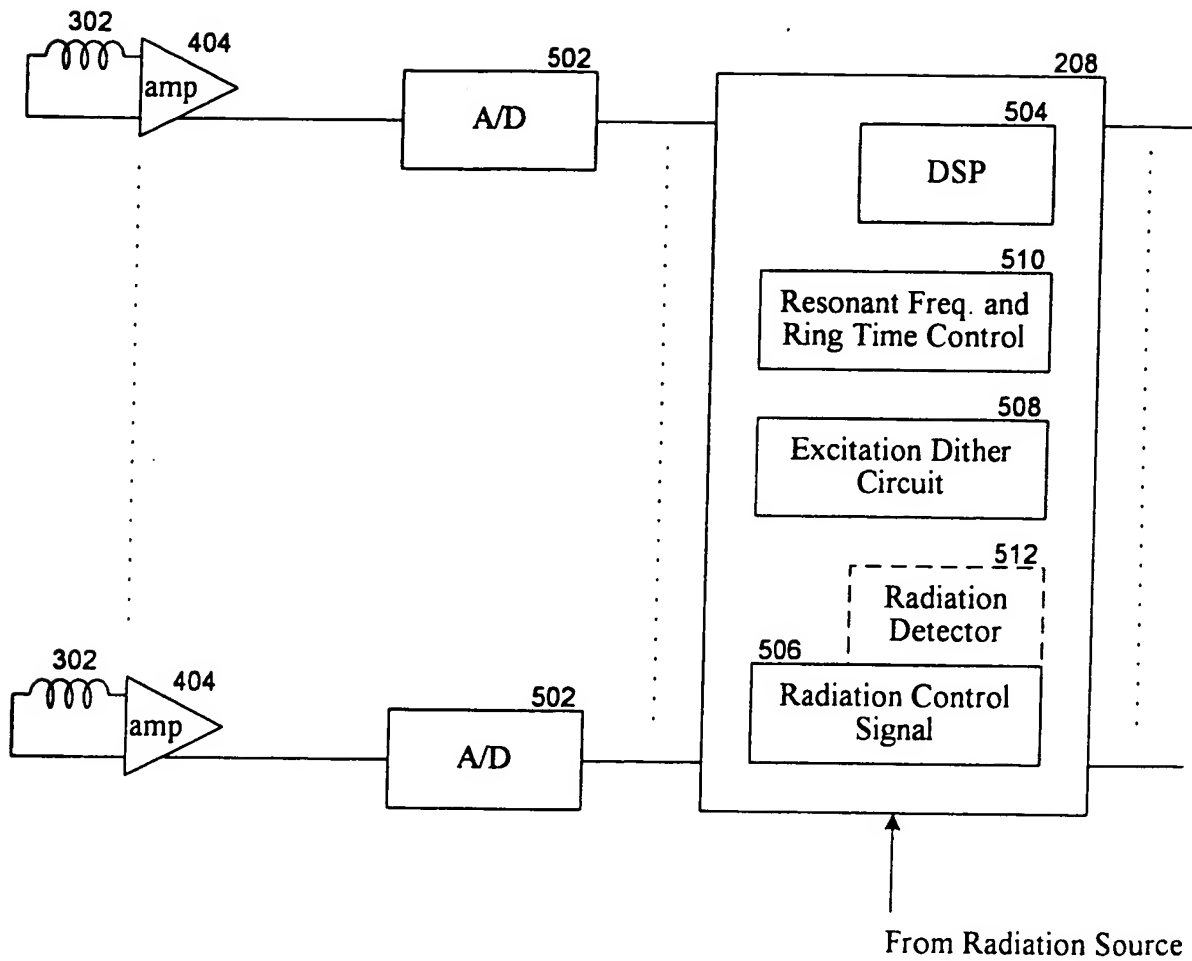 302
404
amp
502
A/D
208
504
DSP
510
Resonant Freq. and
Ring Time Control
508
Excitation Dither
Circuit
512
Radiation
Detector
506
Radiation Control
Signal
302
404
amp
502
A/D
From Radiation Source